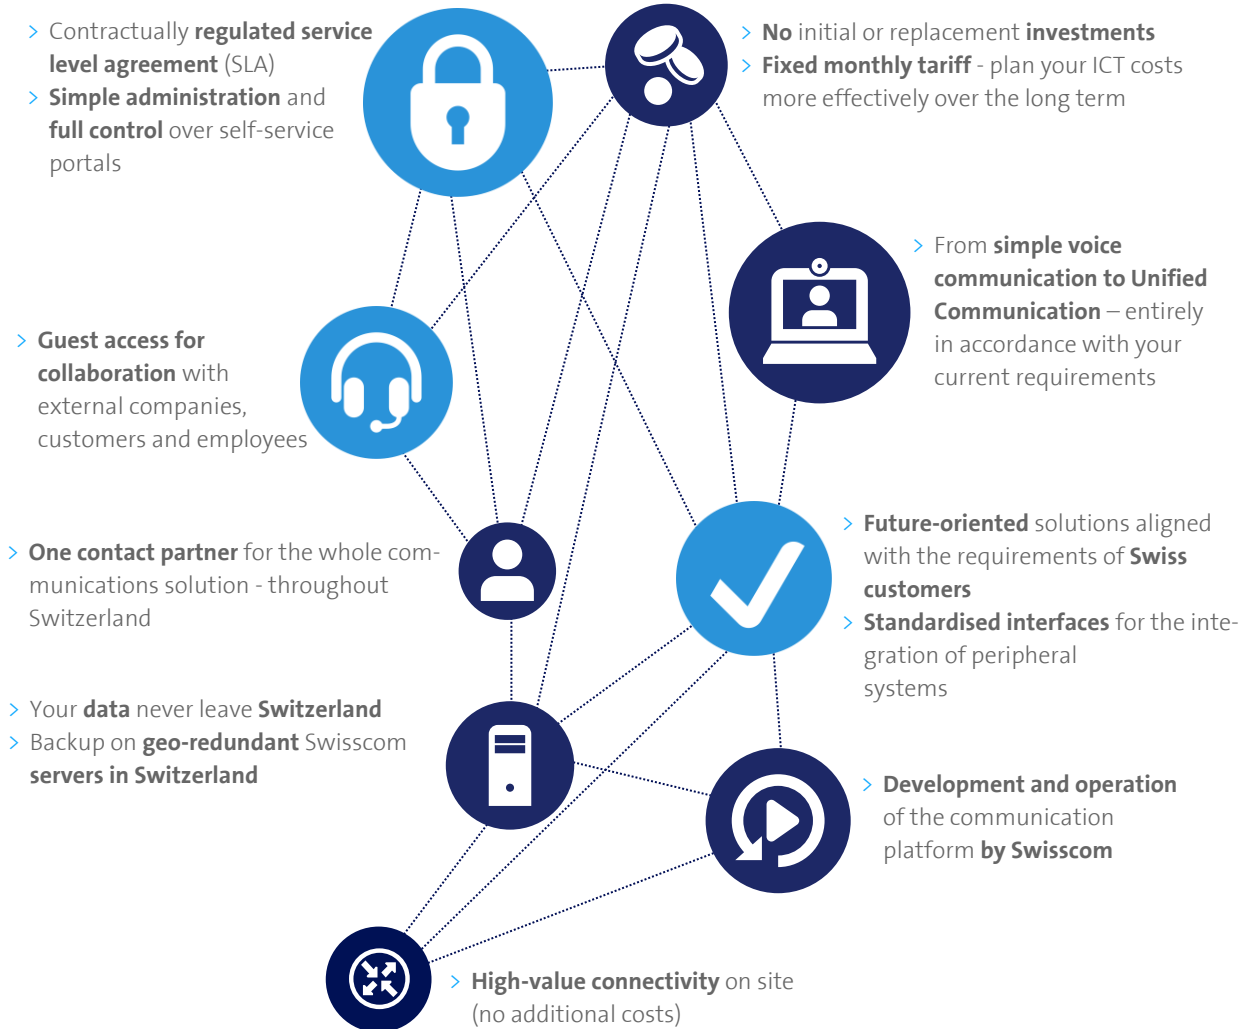 > Contractually regulated service
level agreement (SLA)
> Simple administration and
full control over self-service
portals
> No initial or replacement investments
> Fixed monthly tariff - plan your ICT costs
more effectively over the long term
> From simple voice
communication to Unified
Communication – entirely
in accordance with your
current requirements
> Guest access for
collaboration with
external companies,
customers and employees
> One contact partner for the whole com-
munications solution - throughout
Switzerland
> Future-oriented solutions aligned
with the requirements of Swiss
customers
> Standardised interfaces for the inte-
gration of peripheral
systems
> Your data never leave Switzerland
> Backup on geo-redundant Swisscom
servers in Switzerland
> Development and operation
of the communication
platform by Swisscom
> High-value connectivity on site
(no additional costs)